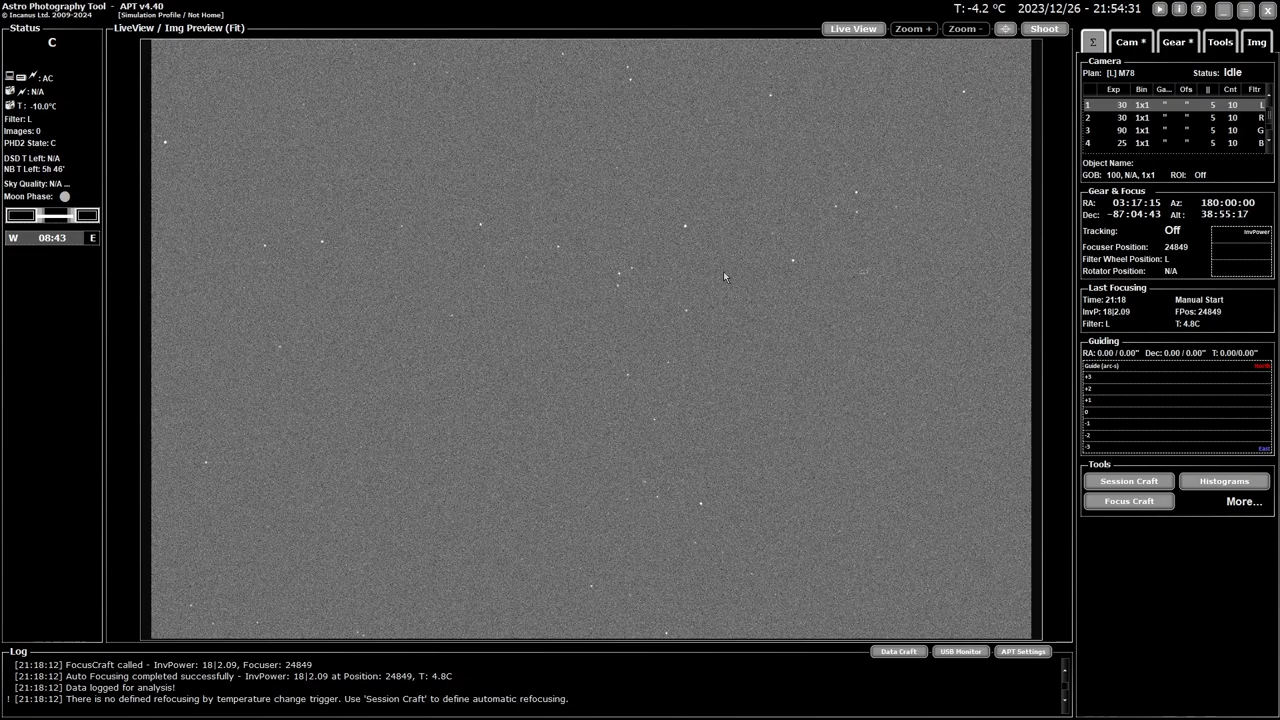 Astro Photography Tool - APT v4.40
© Incanus Ltd. 2009-2024 [Simulation Profile / Not Home]
T: -4.2 ºC 2023/12/26 - 21:54:31
Status
C
: AC
: N/A
T : -10.0°C
Filter: L
Images: 0
PHD2 State: C
DSD T Left: N/A
NB T Left: 5h 46'
Sky Quality: N/A ...
Moon Phase:
W 08:43 E
LiveView / Img Preview (Fit)
Live View Zoom + Zoom - Shoot
Σ Cam * Gear * Tools Img
Camera
Plan: [L] M78 Status: Idle
Exp Bin Ga... Ofs || Cnt Fltr
1 30 1x1 " " 5 10 L
2 30 1x1 " " 5 10 R
3 90 1x1 " " 5 10 G
4 25 1x1 " " 5 10 B
Object Name:
GOB: 100, N/A, 1x1 ROI: Off
Gear & Focus
RA: 03:17:15 Az: 180:00:00
Dec: -87:04:43 Alt : 38:55:17
Tracking: Off
InvPower
Focuser Position: 24849
Filter Wheel Position: L
Rotator Position: N/A
Last Focusing
Time: 21:18 Manual Start
InvP: 18|2.09 FPos: 24849
Filter: L T: 4.8C
Guiding
RA: 0.00 / 0.00" Dec: 0.00 / 0.00" T: 0.00/0.00"
Guide (arc-s) North
+3
+2
+1
0
-1
-2
-3 East
Tools
Session Craft Histograms
Focus Craft More...
Log
Data Craft USB Monitor APT Settings
[21:18:12] FocusCraft called - InvPower: 18|2.09, Focuser: 24849
[21:18:12] Auto Focusing completed successfully - InvPower: 18|2.09 at Position: 24849, T: 4.8C
[21:18:12] Data logged for analysis!
! [21:18:12] There is no defined refocusing by temperature change trigger. Use 'Session Craft' to define automatic refocusing.